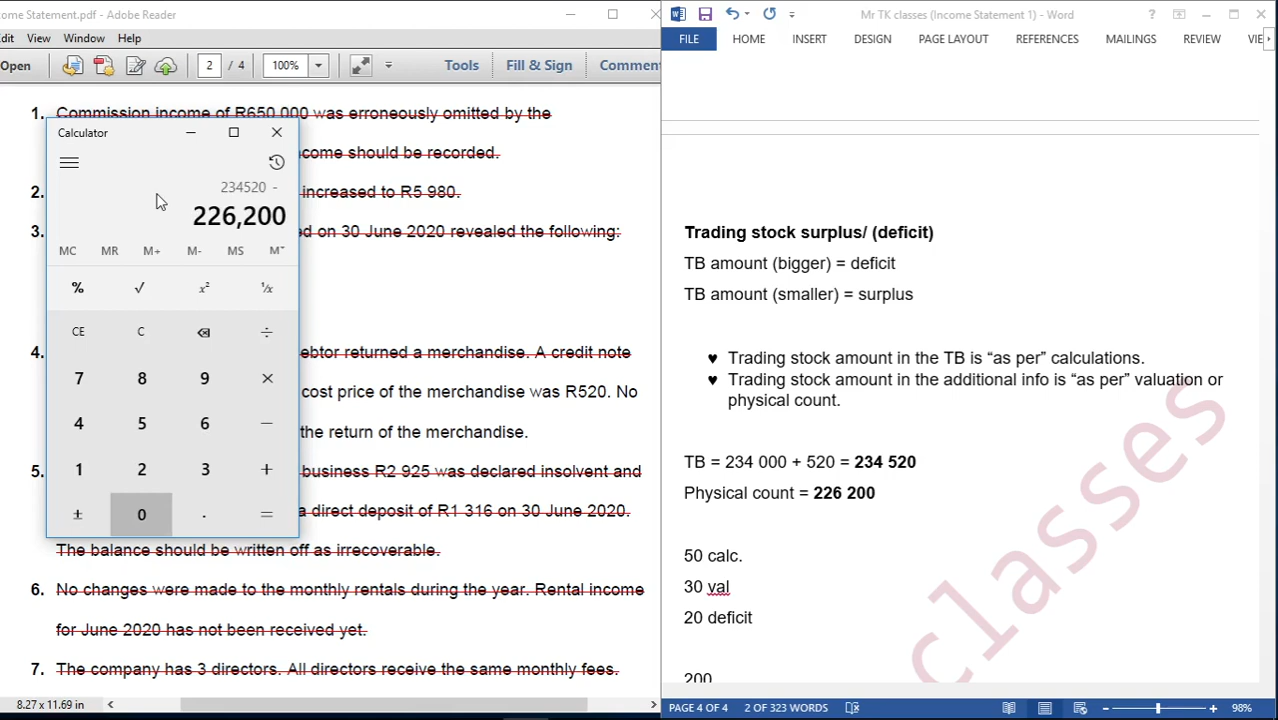 ome Statement.pdf - Adobe Reader
dit View Window Help
Open 2 / 4 100% Tools Fill & Sign Commen
1. Commission income of R650 000 was erroneously omitted by the
come should be recorded.
2. increased to R5 980.
3. d on 30 June 2020 revealed the following:
4. ebtor returned a merchandise. A credit note
cost price of the merchandise was R520. No
the return of the merchandise.
5. business R2 925 was declared insolvent and
a direct deposit of R1 316 on 30 June 2020.
The balance should be written off as irrecoverable.
6. No changes were made to the monthly rentals during the year. Rental income
for June 2020 has not been received yet.
7. The company has 3 directors. All directors receive the same monthly fees.
8.27 x 11.69 in
Calculator
234520 -
226,200
MC MR M+ M- MS M˅
% √ x² ¹/x
CE C ⌫ ÷
7 8 9 ×
4 5 6 −
1 2 3 +
± 0 . =
Mr TK classes (Income Statement 1) - Word
FILE HOME INSERT DESIGN PAGE LAYOUT REFERENCES MAILINGS REVIEW VIE
Trading stock surplus/ (deficit)
TB amount (bigger) = deficit
TB amount (smaller) = surplus
♥ Trading stock amount in the TB is “as per” calculations.
♥ Trading stock amount in the additional info is “as per” valuation or
physical count.
TB = 234 000 + 520 = 234 520
Physical count = 226 200
50 calc.
30 val
20 deficit
200
classes
PAGE 4 OF 4 2 OF 323 WORDS 98%